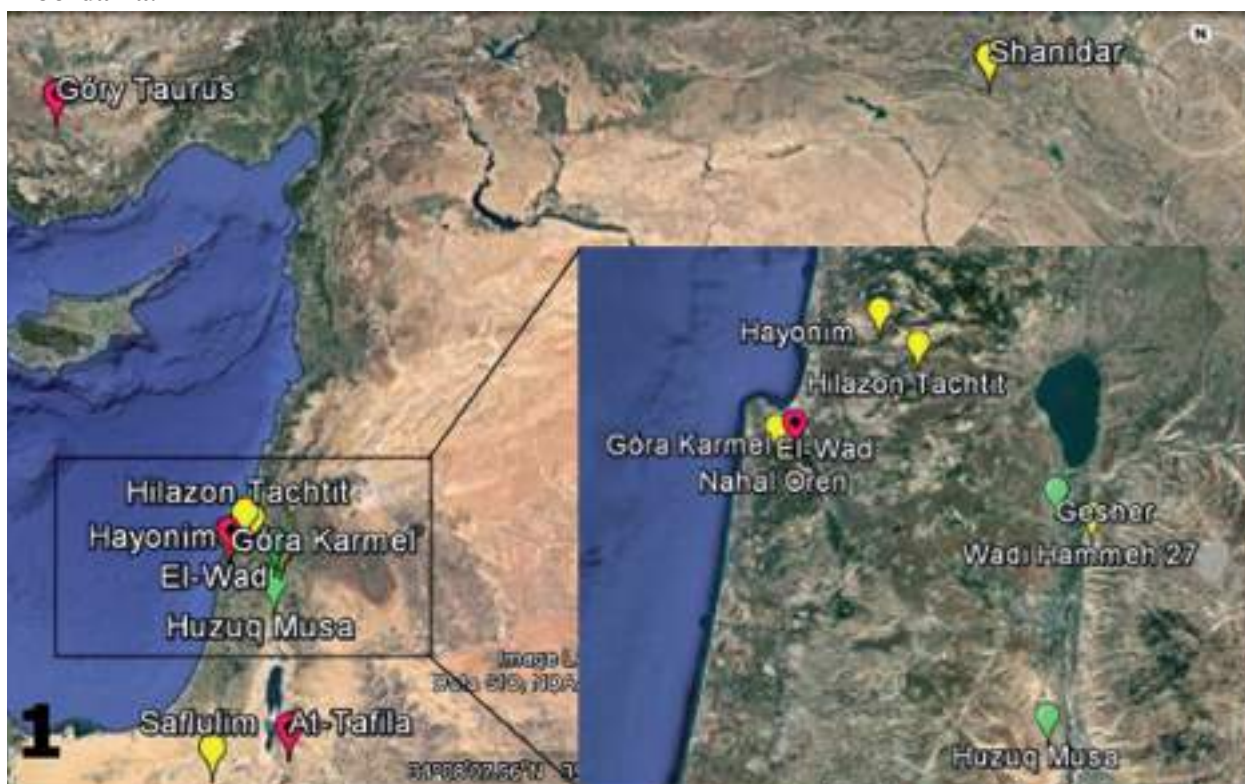 Góry Taurus
Shanidar
N
Hilazon Tachtit
Hayonim
Góra Karmel
El-Wad
Huzuq Musa
Saflulim
At-Tafila
Image L
1
Hayonim
Hilazon Tachtit
Góra Karmel
El-Wad
Nahal Oren
Gesher
Wadi Hammeh 27
Huzuq Musa